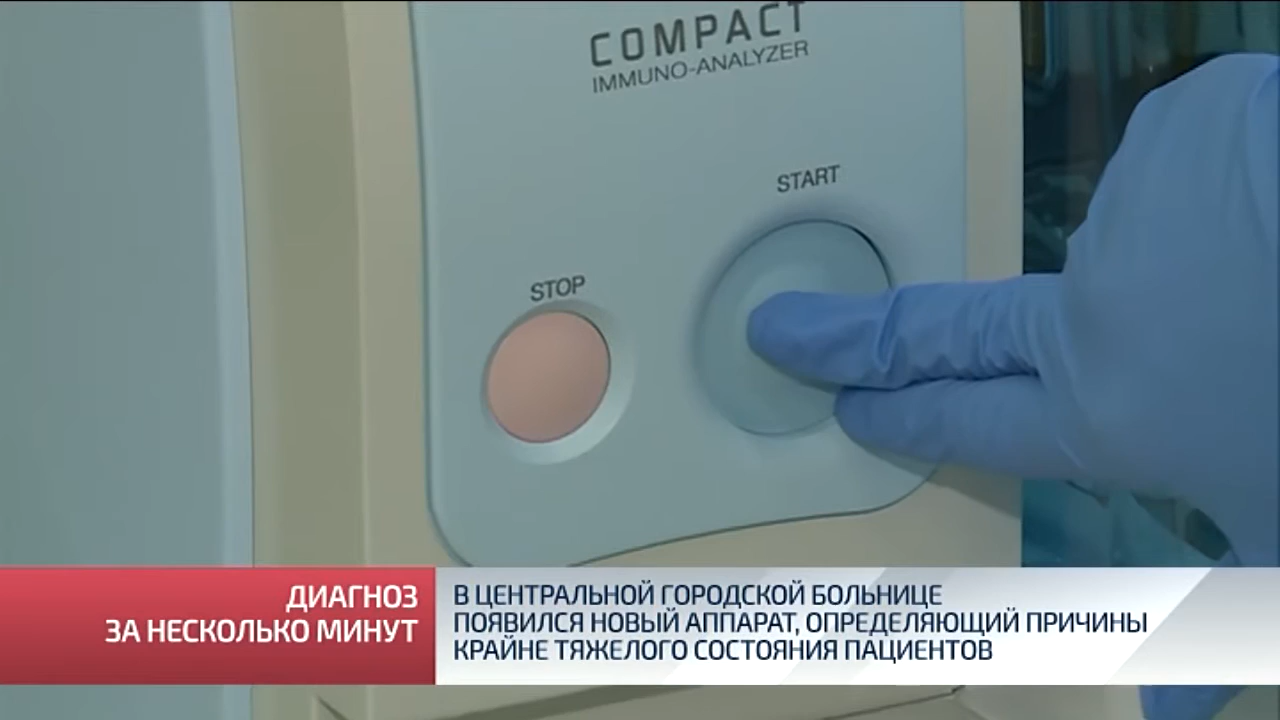 COMPACT
IMMUNO-ANALYZER
START
STOP
ДИАГНОЗ
ЗА НЕСКОЛЬКО МИНУТ
В ЦЕНТРАЛЬНОЙ ГОРОДСКОЙ БОЛЬНИЦЕ
ПОЯВИЛСЯ НОВЫЙ АППАРАТ, ОПРЕДЕЛЯЮЩИЙ ПРИЧИНЫ
КРАЙНЕ ТЯЖЕЛОГО СОСТОЯНИЯ ПАЦИЕНТОВ